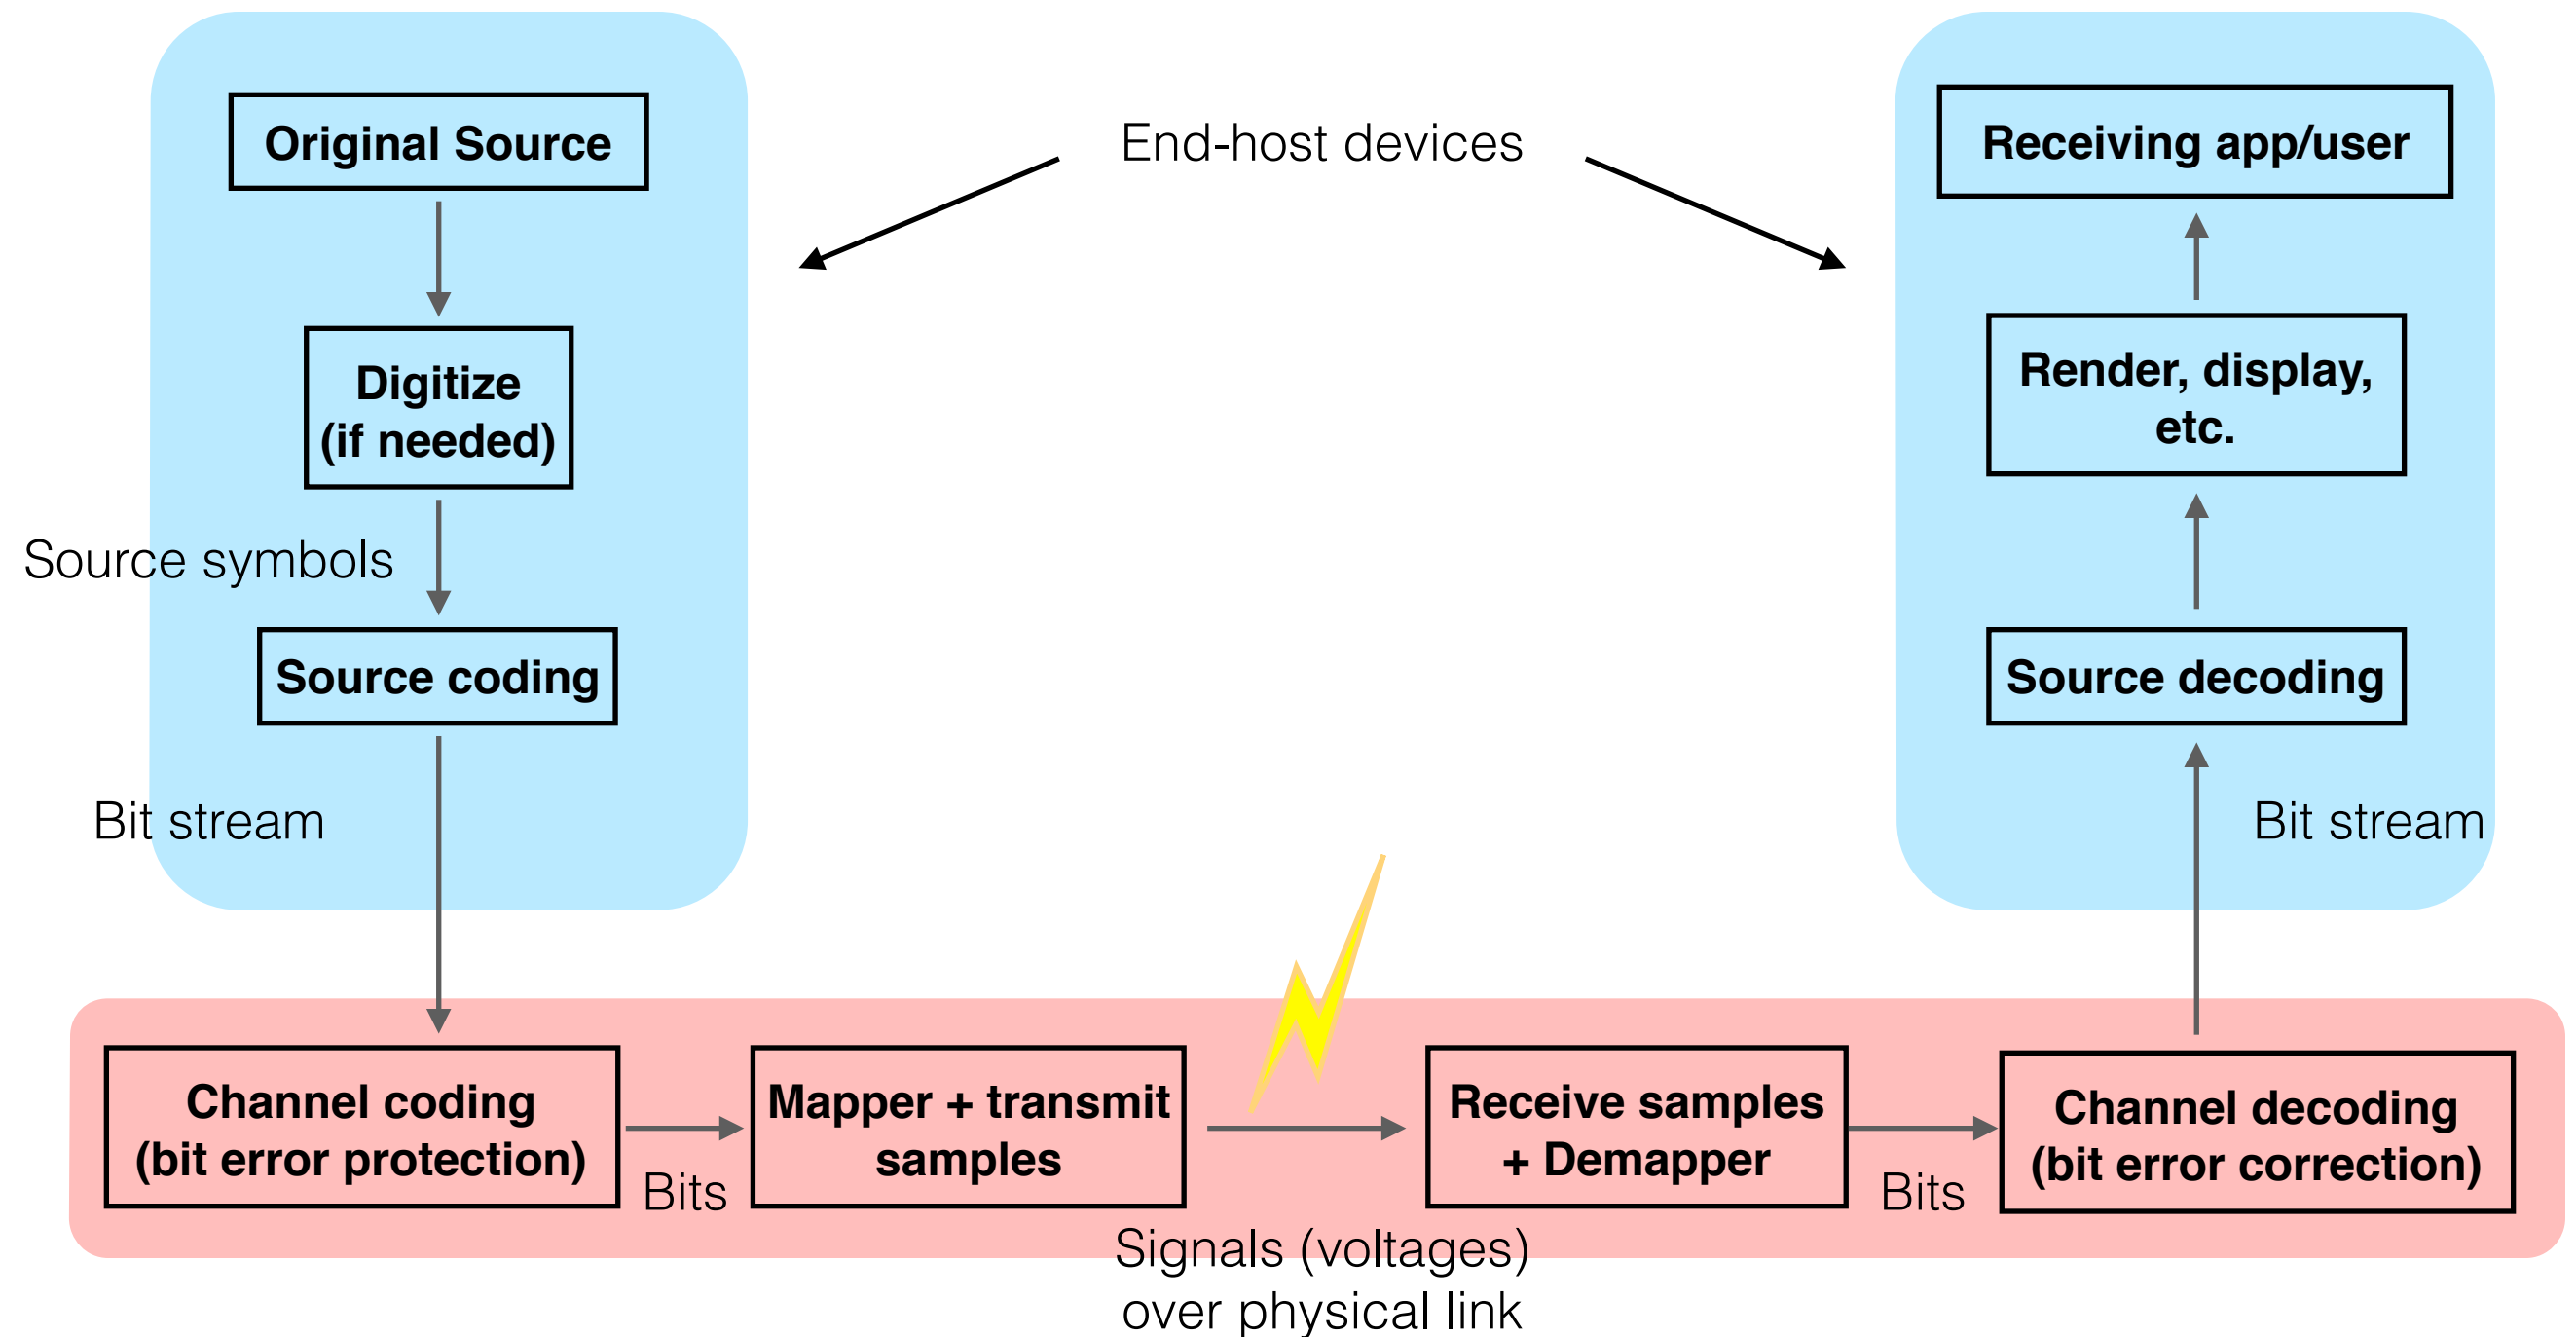 Original Source
End-host devices
Receiving app/user
Digitize
(if needed)
Render, display,
etc.
Source symbols
Source coding
Source decoding
Bit stream
Bit stream
Channel coding
(bit error protection)
Bits
Mapper + transmit
samples
Signals (voltages)
over physical link
Receive samples
+ Demapper
Bits
Channel decoding
(bit error correction)